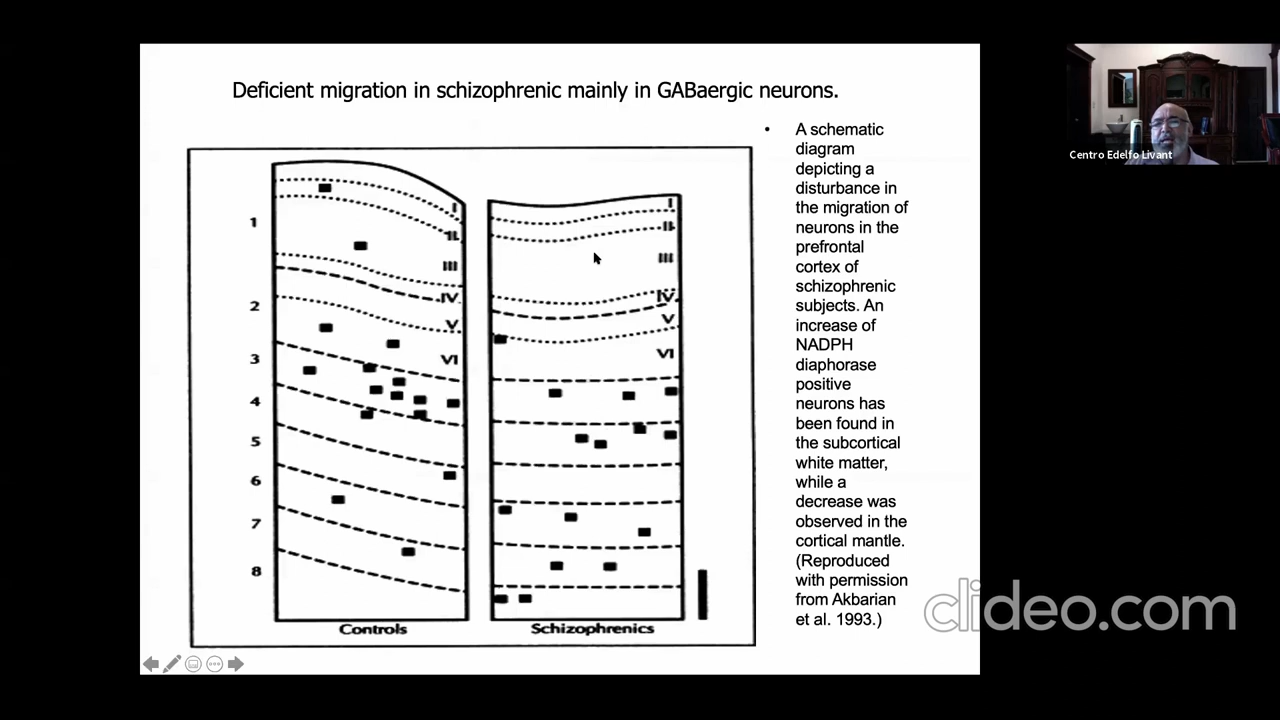 Deficient migration in schizophrenic mainly in GABaergic neurons.
Centro Edelfo Livant
• A schematic
diagram
depicting a
disturbance in
the migration of
neurons in the
prefrontal
cortex of
schizophrenic
subjects. An
increase of
NADPH
diaphorase
positive
neurons has
been found in
the subcortical
white matter,
while a
decrease was
observed in the
cortical mantle.
(Reproduced
with permission
from Akbarian
et al. 1993.)
1
2
3
4
5
6
7
8
I
II
III
IV
V
VI
Controls
I
II
III
IV
V
VI
Schizophrenics
clideo.com